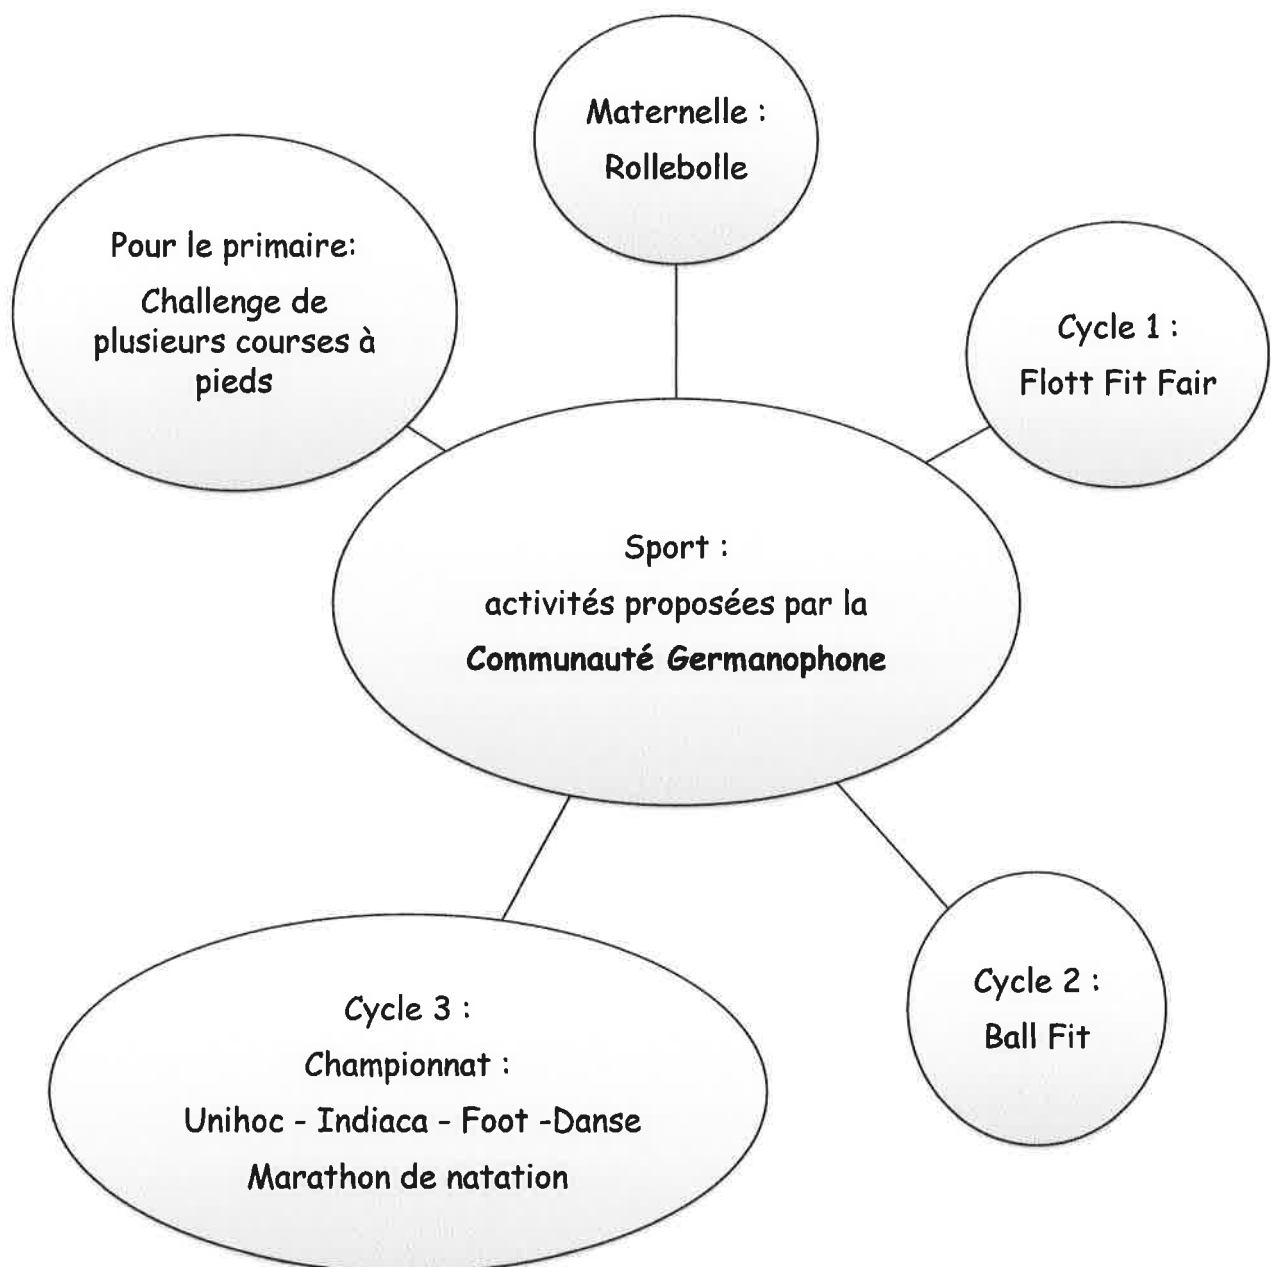 Maternelle :
Rollebolle
Pour le primaire:
Challenge de
plusieurs courses à
pieds
Cycle 1 :
Flott Fit Fair
Sport :
activités proposées par la
Communauté Germanophone
Cycle 3 :
Championnat :
Unihoc - Indiaca - Foot -Danse
Marathon de natation
Cycle 2 :
Ball Fit